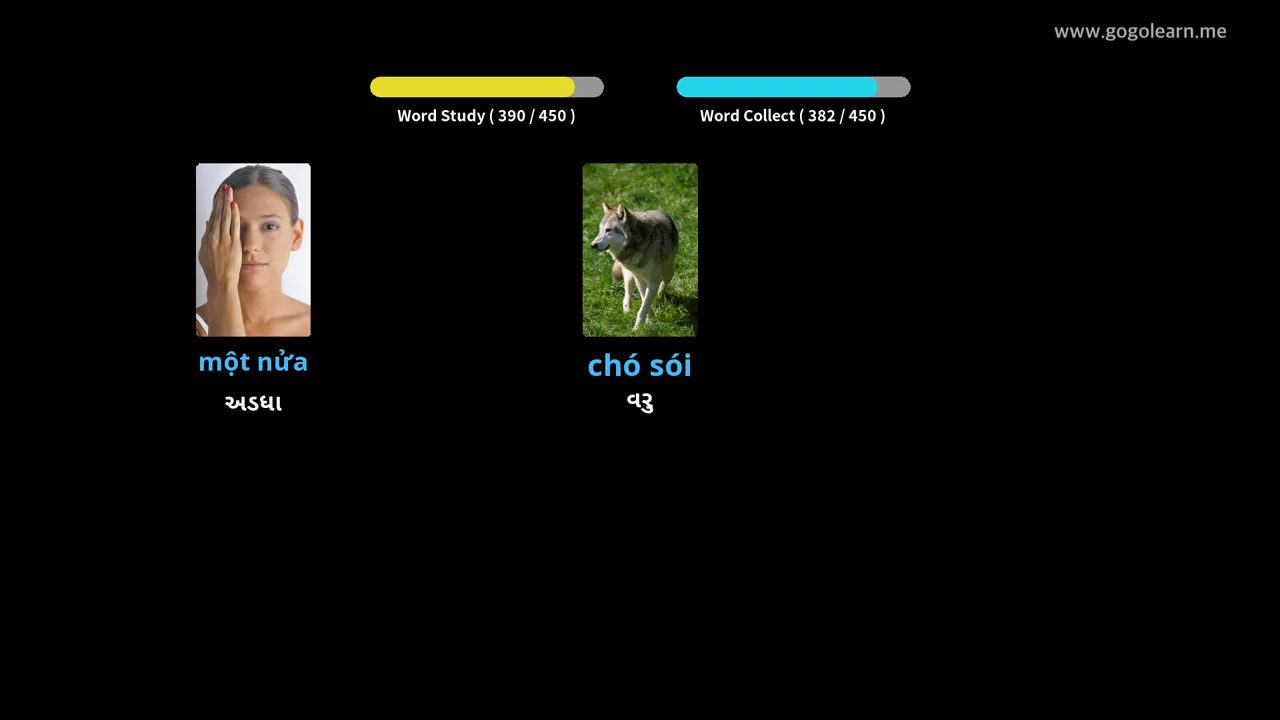 www.gogolearn.me
Word Study ( 390 / 450 )
Word Collect ( 382 / 450 )
một nửa
અડધા
chó sói
વરુ